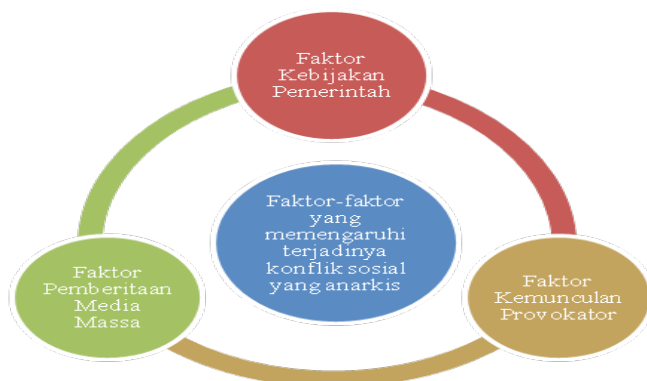 Faktor
Kebijakan
Pemerintah
Faktor-faktor
yang
memengaruhi
terjadinya
konflik sosial
yang anarkis
Faktor
Pemberitaan
Media
Massa
Faktor
Kemunculan
Provokator